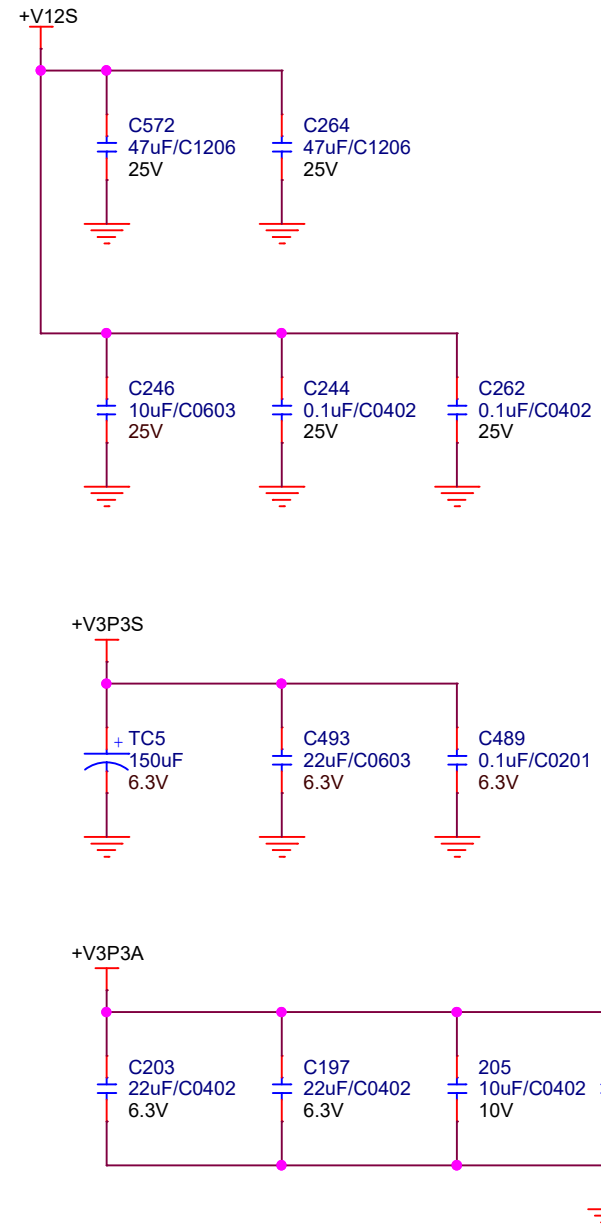 +V12S
C572
47uF/C1206
25V
C264
47uF/C1206
25V
C246
10uF/C0603
25V
C244
0.1uF/C0402
25V
C262
0.1uF/C0402
25V
+V3P3S
+ TC5
150uF
6.3V
C493
22uF/C0603
6.3V
C489
0.1uF/C0201
6.3V
+V3P3A
C203
22uF/C0402
6.3V
C197
22uF/C0402
6.3V
205
10uF/C0402
10V